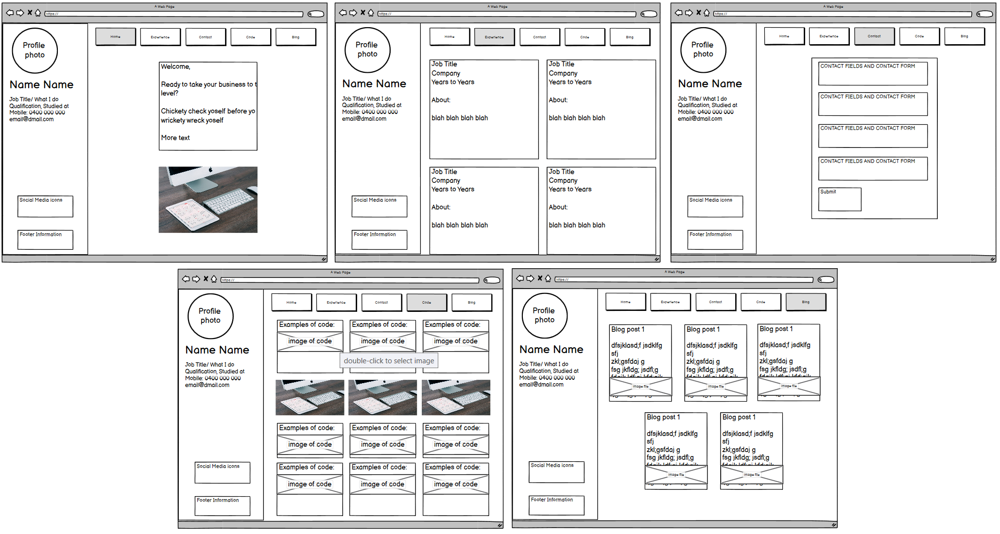 A Web Page
https://
Profile
photo
Name Name
Job Title/ What I do
Qualification, Studied at
Mobile: 0400 000 000
email@dmail.com
Social Media icons
Footer Information
Home
Experience
Contact
Code
Blog
Welcome,
Ready to take your business to t
level?
Chickety check yoself before yo
wrickety wreck yoself
More text
A Web Page
https://
Profile
photo
Name Name
Job Title/ What I do
Qualification, Studied at
Mobile: 0400 000 000
email@dmail.com
Social Media icons
Footer Information
Home
Experience
Contact
Code
Blog
Job Title
Company
Years to Years
About:
blah blah blah blah
Job Title
Company
Years to Years
About:
blah blah blah blah
Job Title
Company
Years to Years
About:
blah blah blah blah
Job Title
Company
Years to Years
About:
blah blah blah blah
A Web Page
https://
Profile
photo
Name Name
Job Title/ What I do
Qualification, Studied at
Mobile: 0400 000 000
email@dmail.com
Social Media icons
Footer Information
Home
Experience
Contact
Code
Blog
CONTACT FIELDS AND CONTACT FORM
CONTACT FIELDS AND CONTACT FORM
CONTACT FIELDS AND CONTACT FORM
CONTACT FIELDS AND CONTACT FORM
Submit
A Web Page
https://
Profile
photo
Name Name
Job Title/ What I do
Qualification, Studied at
Mobile: 0400 000 000
email@dmail.com
Social Media icons
Footer Information
Home
Experience
Contact
Code
Blog
Examples of code:
image of code
Examples of code:
image of code
Examples of code:
image of code
double-click to select image
Examples of code:
image of code
Examples of code:
image of code
Examples of code:
image of code
Examples of code:
image of code
Examples of code:
image of code
Examples of code:
image of code
A Web Page
https://
Profile
photo
Name Name
Job Title/ What I do
Qualification, Studied at
Mobile: 0400 000 000
email@dmail.com
Social Media icons
Footer Information
Home
Experience
Contact
Code
Blog
Blog post 1
dfsjklasd;f jsdklfg
sfj
zkl;gsfdaj g
fsg jkfldg; jsdfl;g
image file
Blog post 1
dfsjklasd;f jsdklfg
sfj
zkl;gsfdaj g
fsg jkfldg; jsdfl;g
image file
Blog post 1
dfsjklasd;f jsdklfg
sfj
zkl;gsfdaj g
fsg jkfldg; jsdfl;g
image file
Blog post 1
dfsjklasd;f jsdklfg
sfj
zkl;gsfdaj g
fsg jkfldg; jsdfl;g
image file
Blog post 1
dfsjklasd;f jsdklfg
sfj
zkl;gsfdaj g
fsg jkfldg; jsdfl;g
image file